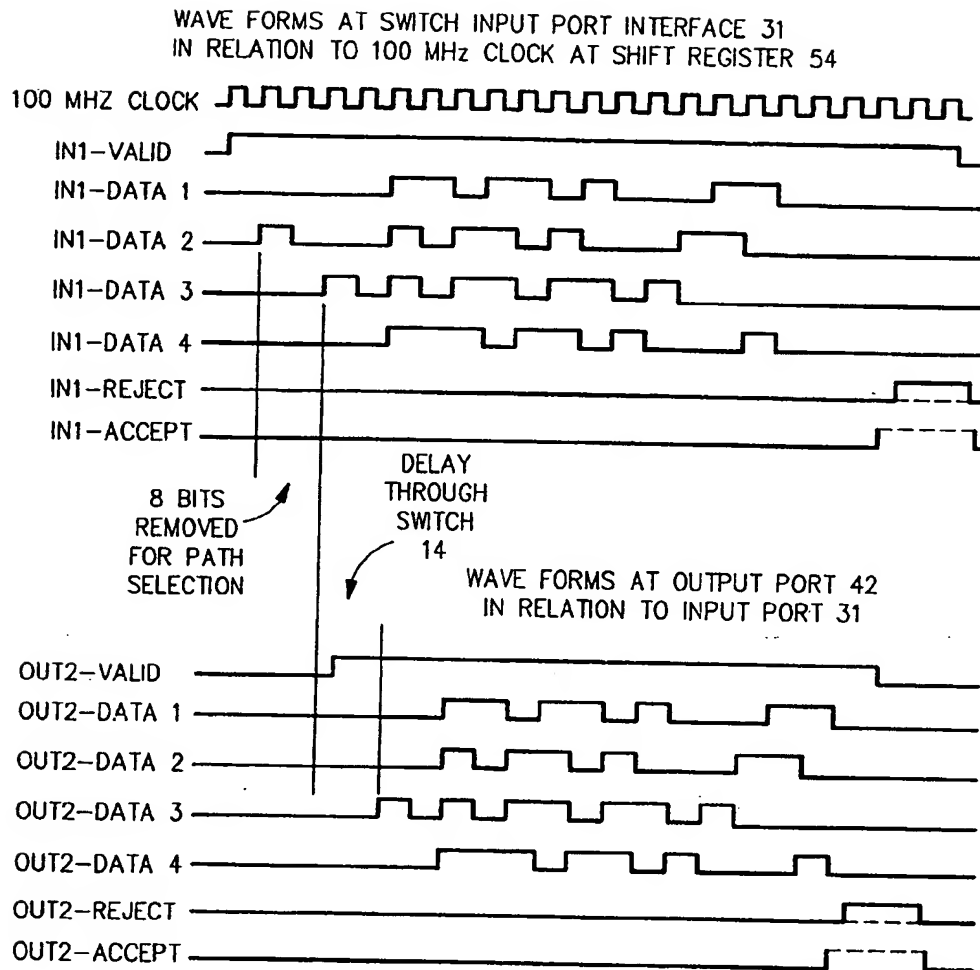 WAVE FORMS AT SWITCH INPUT PORT INTERFACE 31
IN RELATION TO 100 MHz CLOCK AT SHIFT REGISTER 54
100 MHZ CLOCK
IN1-VALID
IN1-DATA 1
IN1-DATA 2
IN1-DATA 3
IN1-DATA 4
IN1-REJECT
IN1-ACCEPT
8 BITS
REMOVED
FOR PATH
SELECTION
DELAY
THROUGH
SWITCH
14
WAVE FORMS AT OUTPUT PORT 42
IN RELATION TO INPUT PORT 31
OUT2-VALID
OUT2-DATA 1
OUT2-DATA 2
OUT2-DATA 3
OUT2-DATA 4
OUT2-REJECT
OUT2-ACCEPT